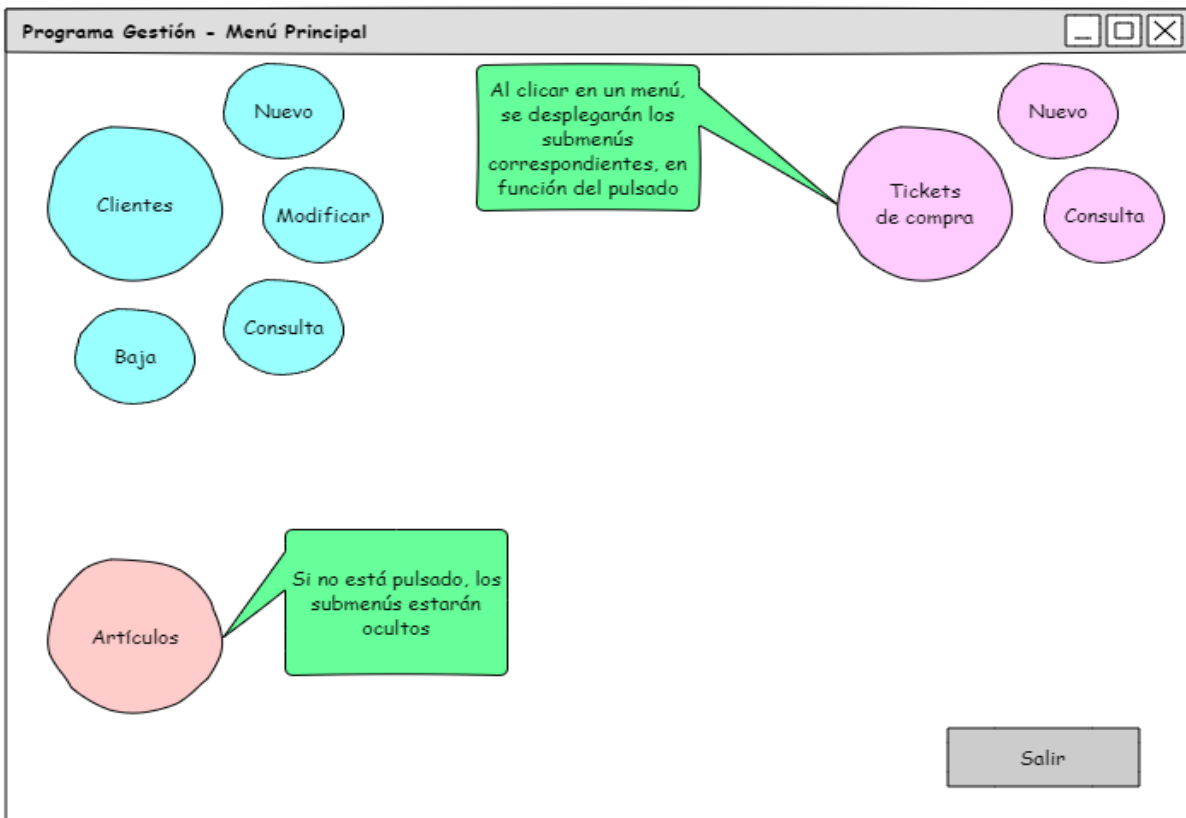 Programa Gestión - Menú Principal
Nuevo
Clientes
Modificar
Consulta
Baja
Al clicar en un menú,
se desplegarán los
submenús
correspondientes, en
función del pulsado
Nuevo
Tickets
de compra
Consulta
Artículos
Si no está pulsado, los
submenús estarán
ocultos
Salir